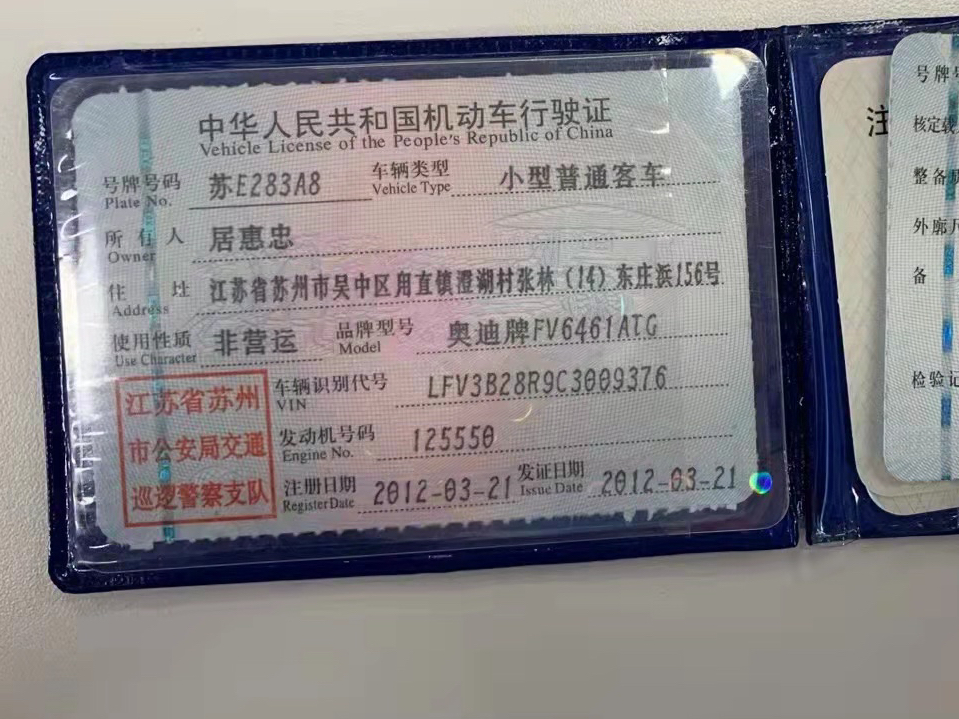 中华人民共和国机动车行驶证
Vehicle License of the People's Republic of China
号牌号码 苏E283A8 车辆类型 小型普通客车
Plate No. Vehicle Type
所有人 居惠忠
Owner
住址 江苏省苏州市吴中区甪直镇澄湖村张林(14)东庄浜156号
Address
使用性质 非营运 品牌型号 奥迪牌FV6461ATG
Use Character Model
江苏省苏州
市公安局交通
巡逻警察支队
车辆识别代号 LFV3B28R9C3009376
VIN
发动机号码 125550
Engine No.
注册日期 2012-03-21 发证日期 2012-03-21
Register Date Issue Date
注
号牌号
核定载
整备质
外廓尺
备
检验记